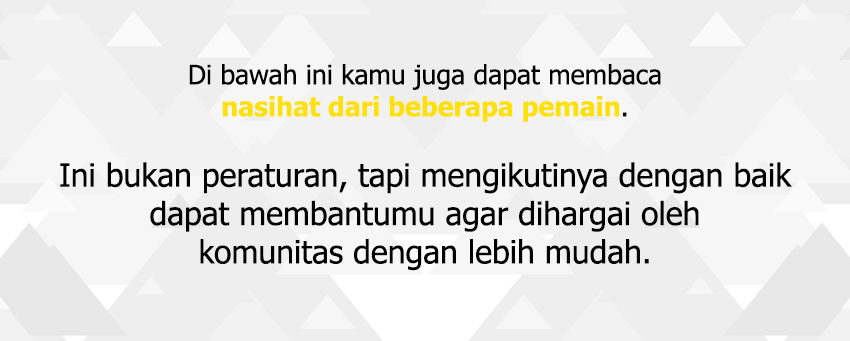 Di bawah ini kamu juga dapat membaca
nasihat dari beberapa pemain.
Ini bukan peraturan, tapi mengikutinya dengan baik
dapat membantumu agar dihargai oleh
komunitas dengan lebih mudah.